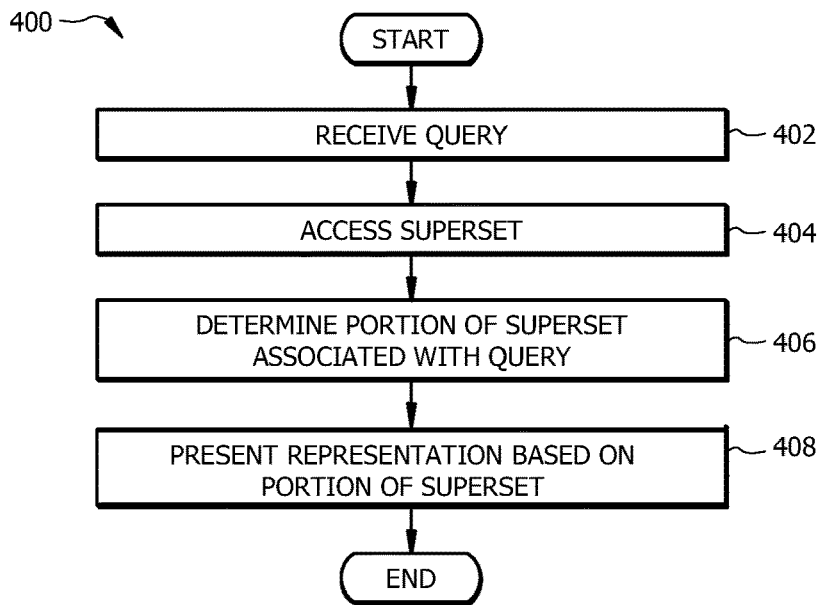 400
START
RECEIVE QUERY
402
ACCESS SUPERSET
404
DETERMINE PORTION OF SUPERSET
ASSOCIATED WITH QUERY
406
PRESENT REPRESENTATION BASED ON
PORTION OF SUPERSET
408
END